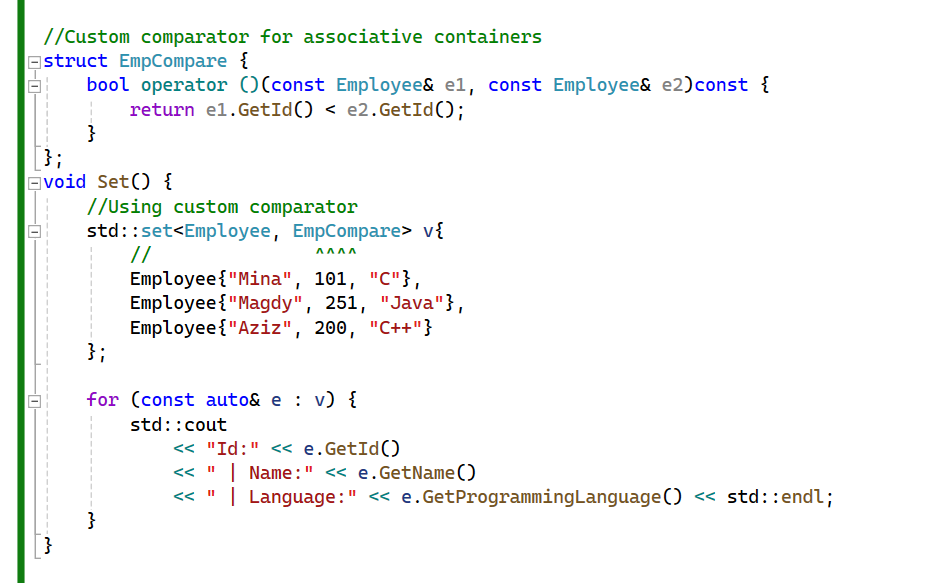 //Custom comparator for associative containers
struct EmpCompare {
    bool operator ()(const Employee& e1, const Employee& e2)const {
        return e1.GetId() < e2.GetId();
    }
};
void Set() {
    //Using custom comparator
    std::set<Employee, EmpCompare> v{
        //               ^^^^
        Employee{"Mina", 101, "C"},
        Employee{"Magdy", 251, "Java"},
        Employee{"Aziz", 200, "C++"}
    };

    for (const auto& e : v) {
        std::cout
            << "Id:" << e.GetId()
            << " | Name:" << e.GetName()
            << " | Language:" << e.GetProgrammingLanguage() << std::endl;
    }
}